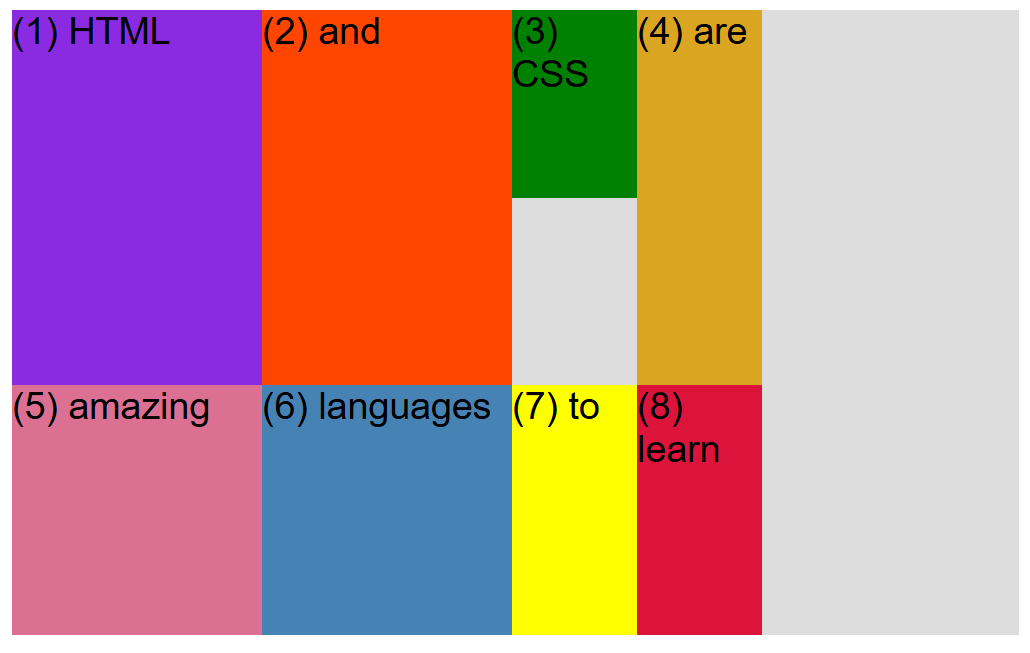 (1) HTML
(2) and
(3)
CSS
(4) are
(5) amazing
(6) languages
(7) to
(8)
learn